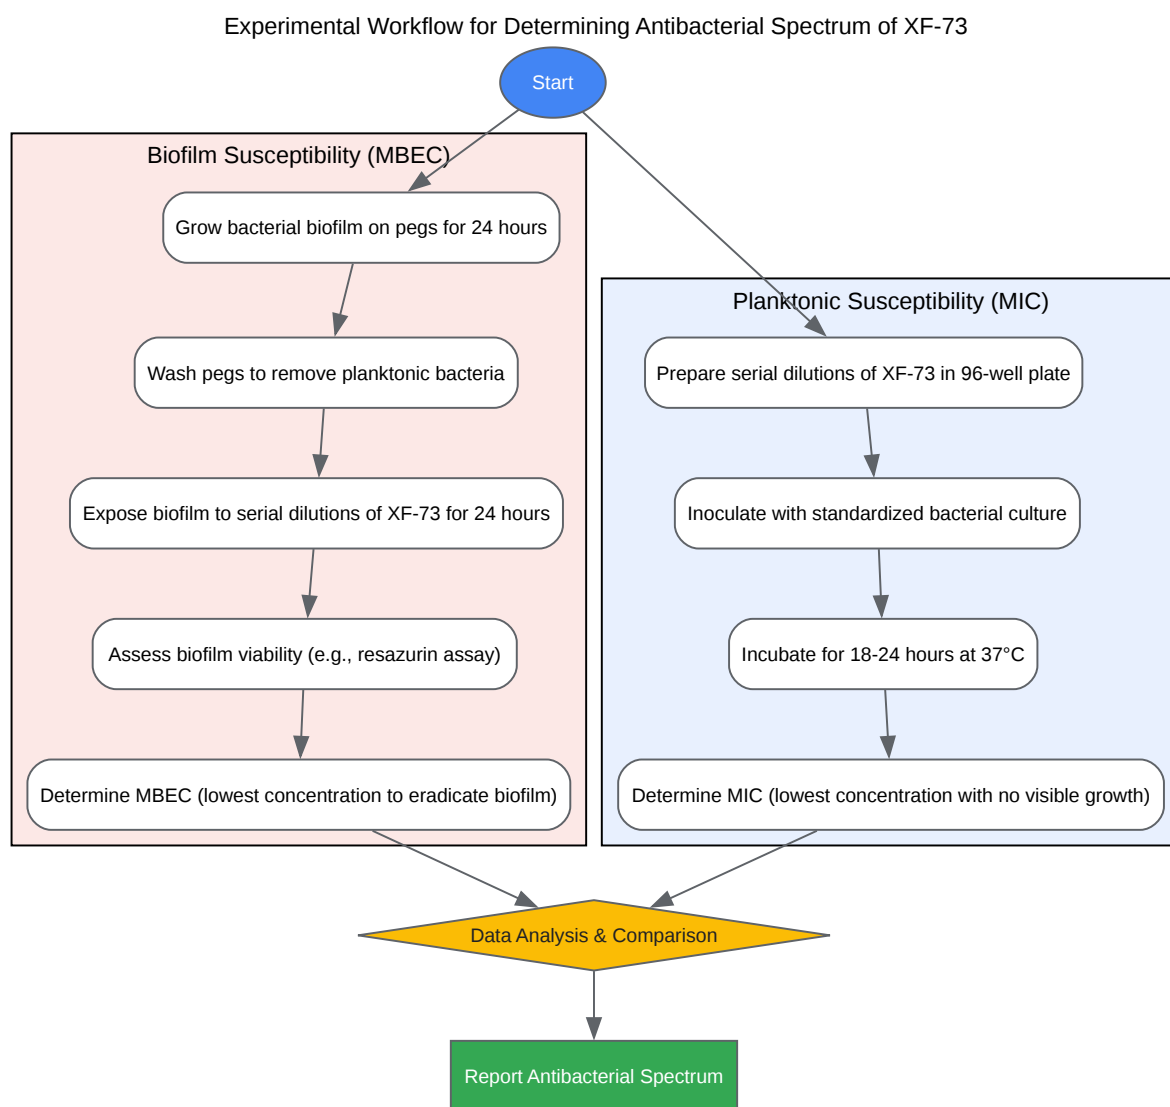 Experimental Workflow for Determining Antibacterial Spectrum of XF-73
Start
Biofilm Susceptibility (MBEC)
Grow bacterial biofilm on pegs for 24 hours
Wash pegs to remove planktonic bacteria
Expose biofilm to serial dilutions of XF-73 for 24 hours
Assess biofilm viability (e.g., resazurin assay)
Determine MBEC (lowest concentration to eradicate biofilm)
Planktonic Susceptibility (MIC)
Prepare serial dilutions of XF-73 in 96-well plate
Inoculate with standardized bacterial culture
Incubate for 18-24 hours at 37°C
Determine MIC (lowest concentration with no visible growth)
Data Analysis & Comparison
Report Antibacterial Spectrum